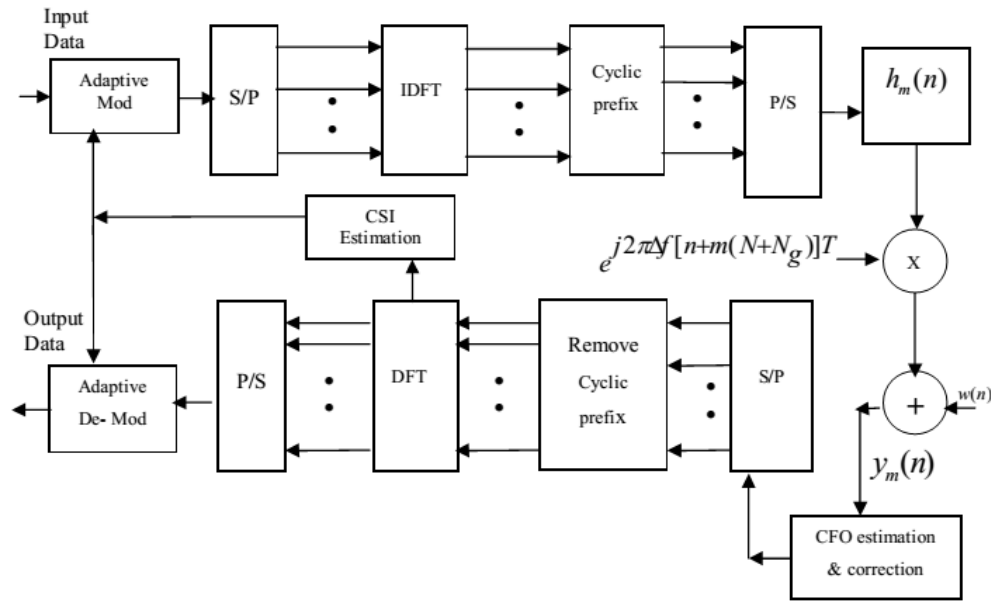 Input
Data
Adaptive
Mod
S/P
IDFT
Cyclic
prefix
P/S
h_m(n)
CSI
Estimation
e^{j2πΔf[n+m(N+N_g)]T}
X
Output
Data
Adaptive
De- Mod
P/S
DFT
Remove
Cyclic
prefix
S/P
+
w(n)
y_m(n)
CFO estimation
& correction